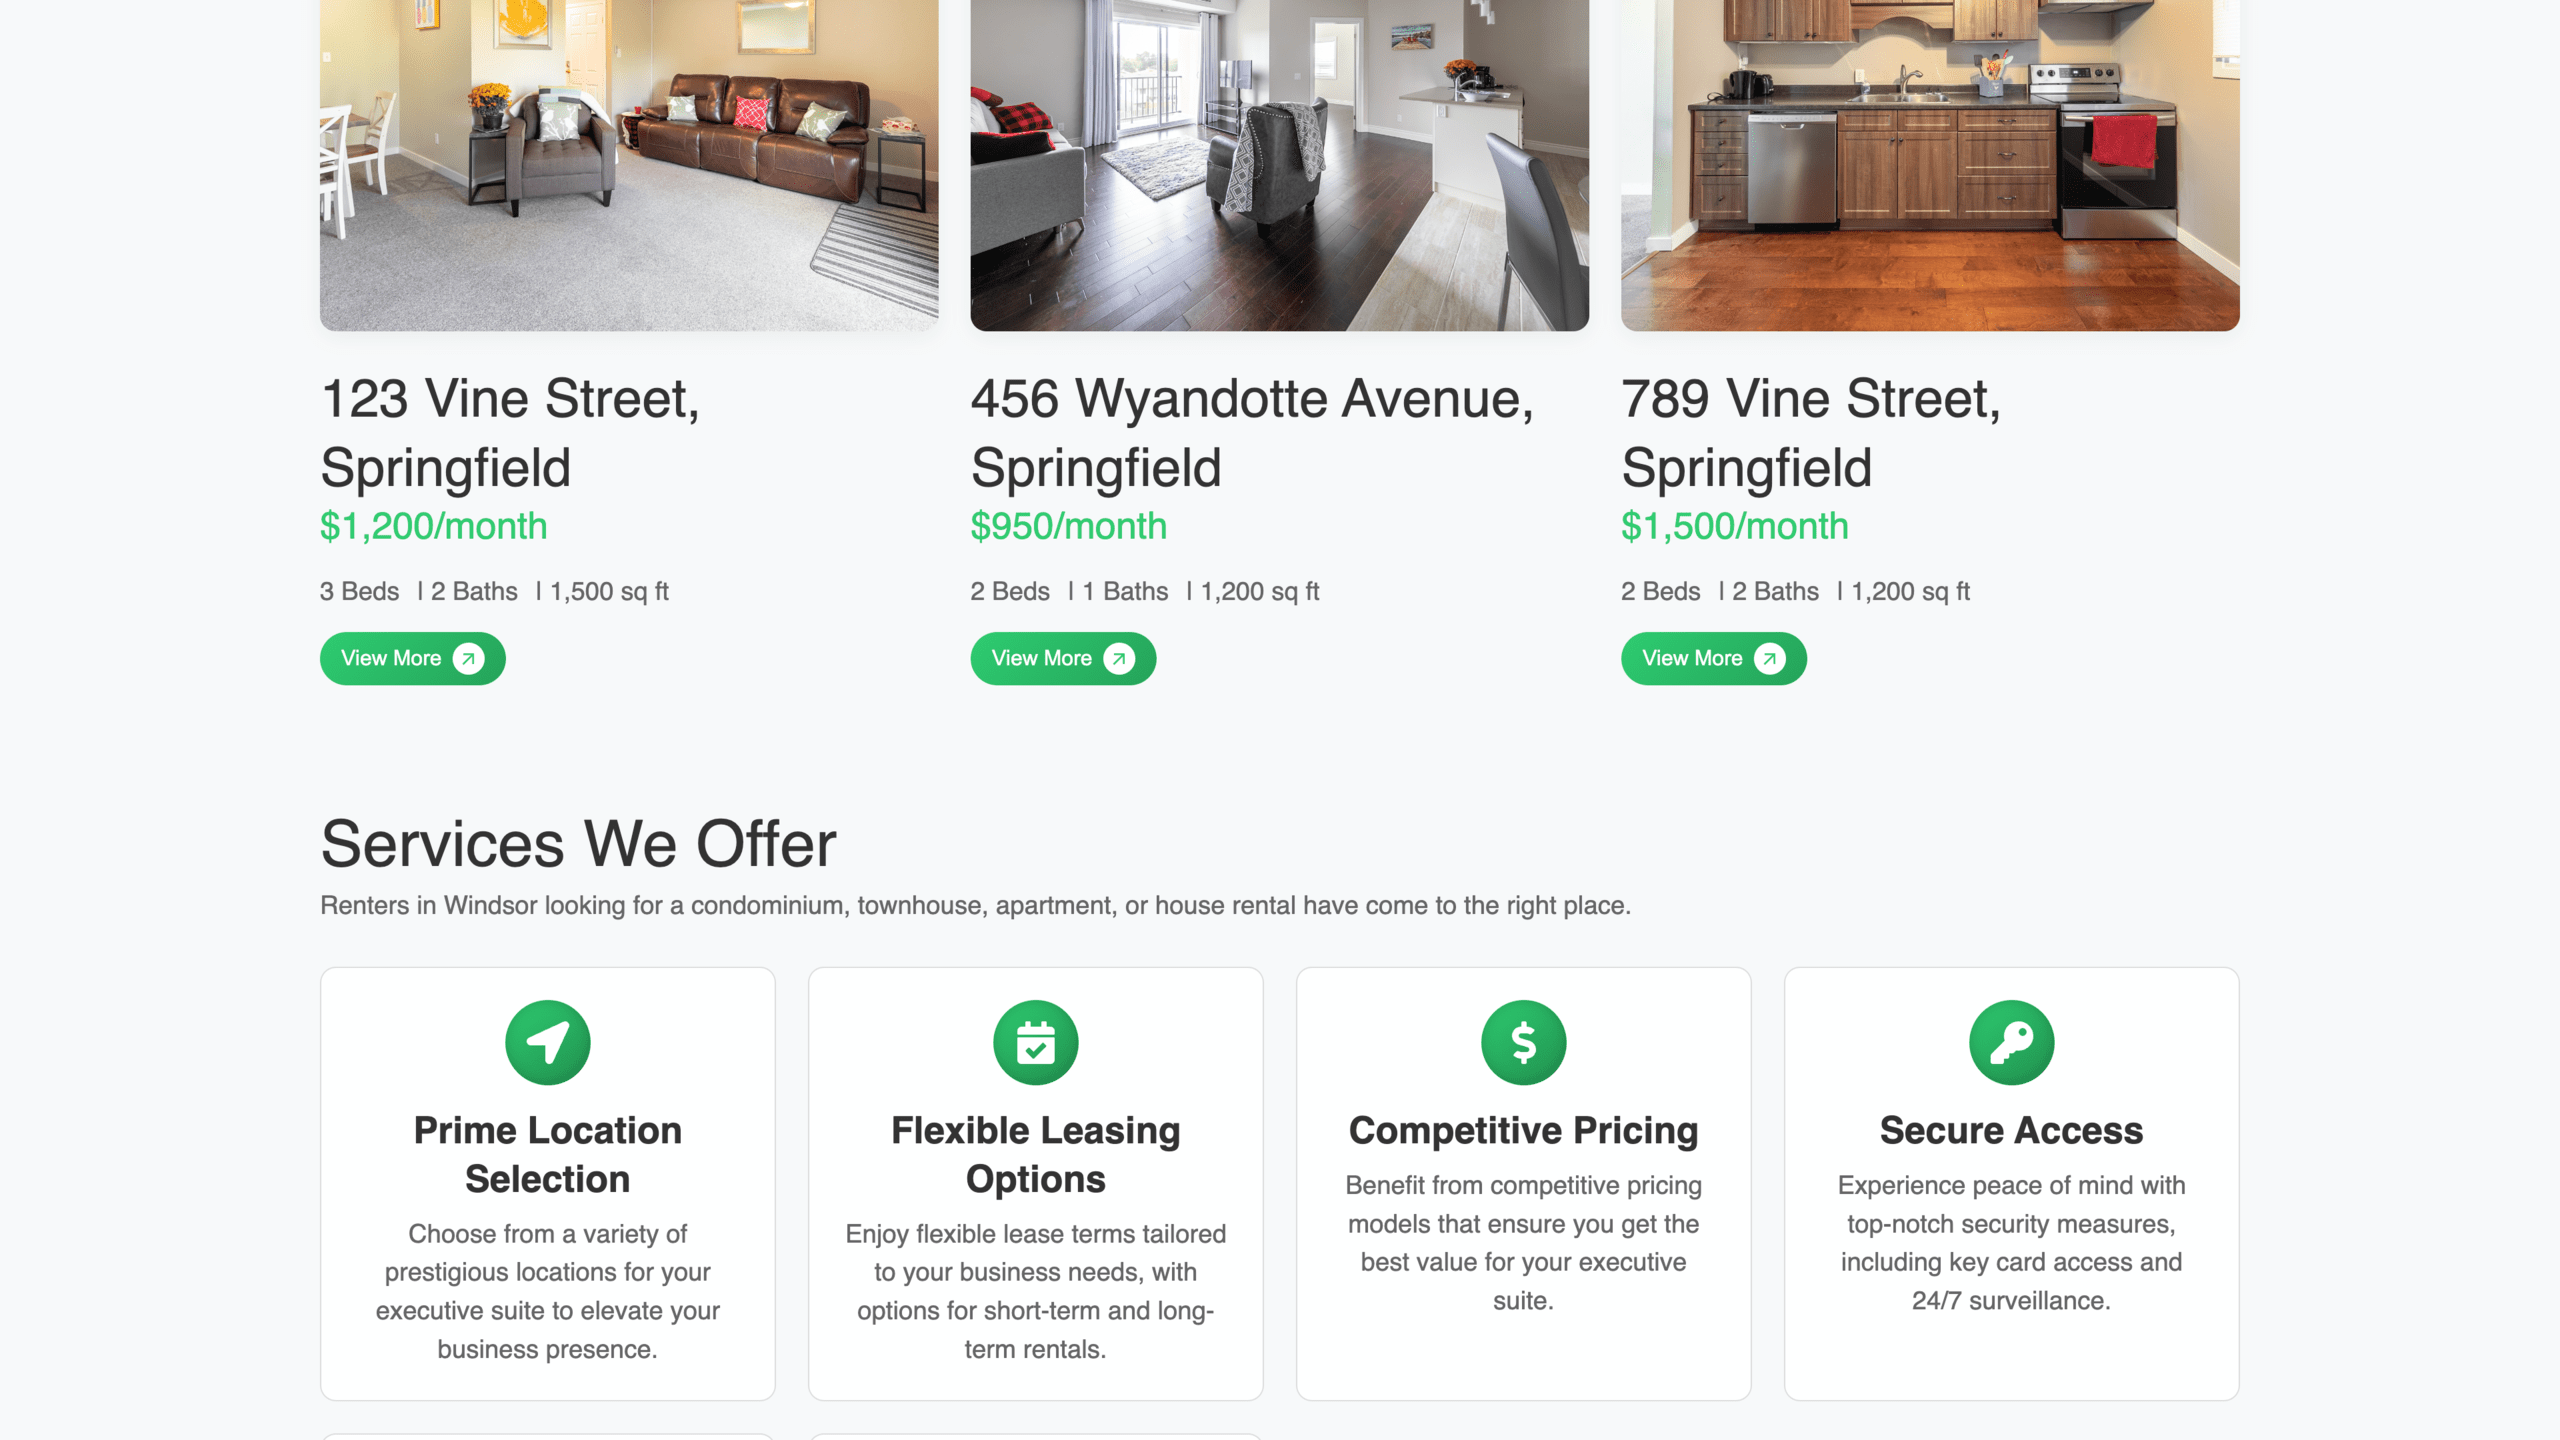 123 Vine Street,
Springfield
$1,200/month
3 Beds | 2 Baths | 1,500 sq ft
View More
456 Wyandotte Avenue,
Springfield
$950/month
2 Beds | 1 Baths | 1,200 sq ft
View More
789 Vine Street,
Springfield
$1,500/month
2 Beds | 2 Baths | 1,200 sq ft
View More
Services We Offer
Renters in Windsor looking for a condominium, townhouse, apartment, or house rental have come to the right place.
Prime Location
Selection
Choose from a variety of
prestigious locations for your
executive suite to elevate your
business presence.
Flexible Leasing
Options
Enjoy flexible lease terms tailored
to your business needs, with
options for short-term and long-
term rentals.
$
Competitive Pricing
Benefit from competitive pricing
models that ensure you get the
best value for your executive
suite.
Secure Access
Experience peace of mind with
top-notch security measures,
including key card access and
24/7 surveillance.